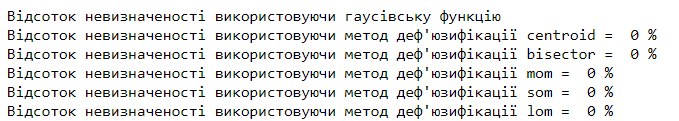 Відсоток невизначеності використовуючи гаусівську функцію
Відсоток невизначеності використовуючи метод деф'юзифікації centroid =  0 %
Відсоток невизначеності використовуючи метод деф'юзифікації bisector =  0 %
Відсоток невизначеності використовуючи метод деф'юзифікації mom =  0 %
Відсоток невизначеності використовуючи метод деф'юзифікації som =  0 %
Відсоток невизначеності використовуючи метод деф'юзифікації lom =  0 %